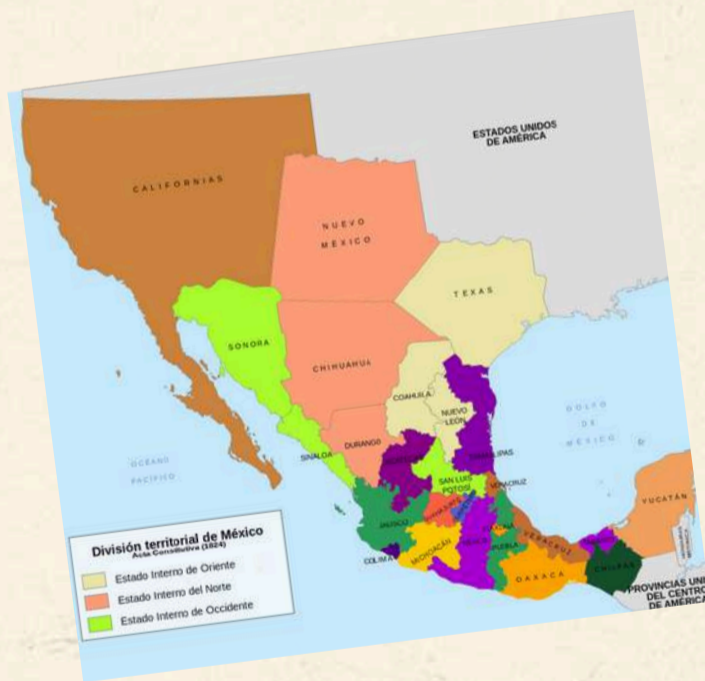 ESTADOS UNIDOS
DE AMÉRICA
CALIFORNIAS
NUEVO
MÉXICO
TEXAS
SONORA
CHIHUAHUA
COAHUILA
NUEVO
LEÓN
DURANGO
SINALOA
TAMAULIPAS
SAN LUIS
POTOSÍ
VERACRUZ
GOLFO
DE
MÉXICO
OCÉANO
PACÍFICO
YUCATÁN
JALISCO
COLIMA
MICHOACÁN
PUEBLA
VERACRUZ
OAXACA
CHIAPAS
PROVINCIAS UNI
DEL CENTRO
DE AMÉRICA
División territorial de México
Acta Constitutiva (1824)
Estado Interno de Oriente
Estado Interno del Norte
Estado Interno de Occidente